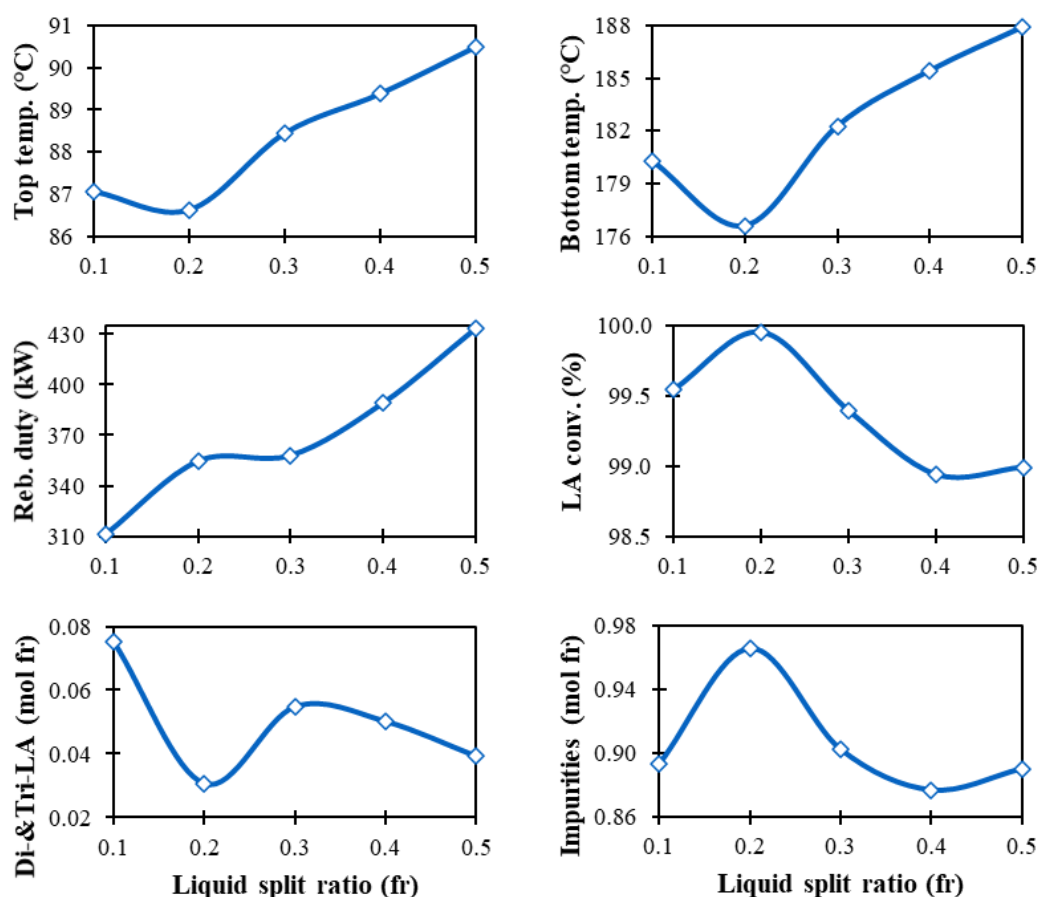 Top temp. (°C)
91
90
89
88
87
86
0.1 0.2 0.3 0.4 0.5
Bottom temp. (°C)
188
185
182
179
176
0.1 0.2 0.3 0.4 0.5
Reb. duty (kW)
430
400
370
340
310
0.1 0.2 0.3 0.4 0.5
LA conv. (%)
100.0
99.5
99.0
98.5
0.1 0.2 0.3 0.4 0.5
Di-&Tri-LA (mol fr)
0.08
0.06
0.04
0.02
0.1 0.2 0.3 0.4 0.5
Liquid split ratio (fr)
Impurities (mol fr)
0.98
0.94
0.90
0.86
0.1 0.2 0.3 0.4 0.5
Liquid split ratio (fr)